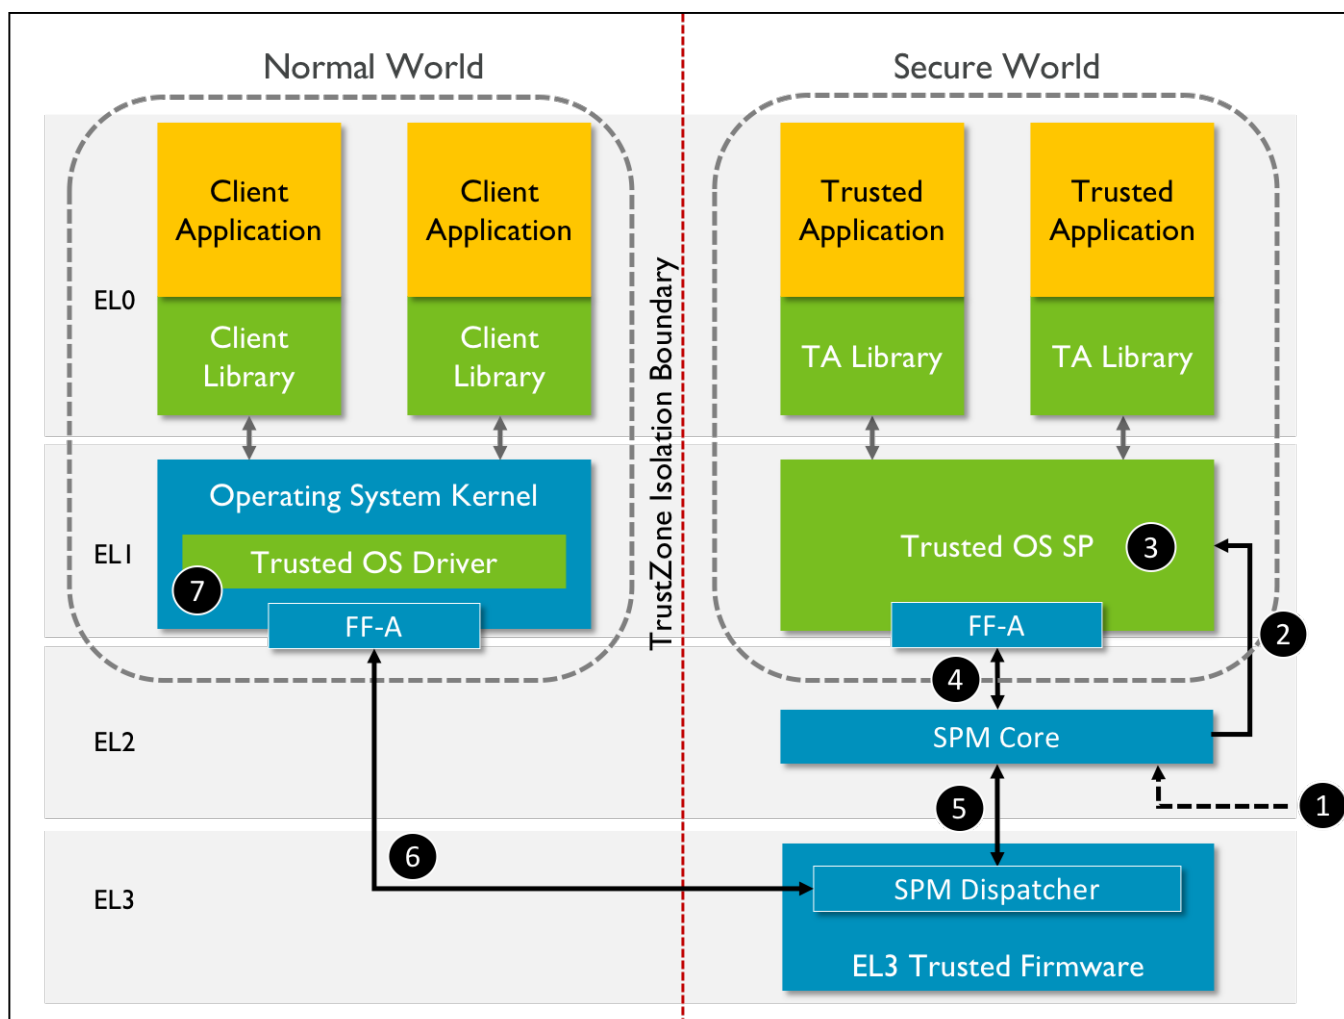 Normal World
Secure World
Client
Application
Client
Application
Trusted
Application
Trusted
Application
EL0
Client
Library
Client
Library
TA Library
TA Library
TrustZone Isolation Boundary
Operating System Kernel
EL1
Trusted OS Driver
7
FF-A
Trusted OS SP
3
FF-A
2
4
EL2
SPM Core
5
1
6
EL3
SPM Dispatcher
EL3 Trusted Firmware